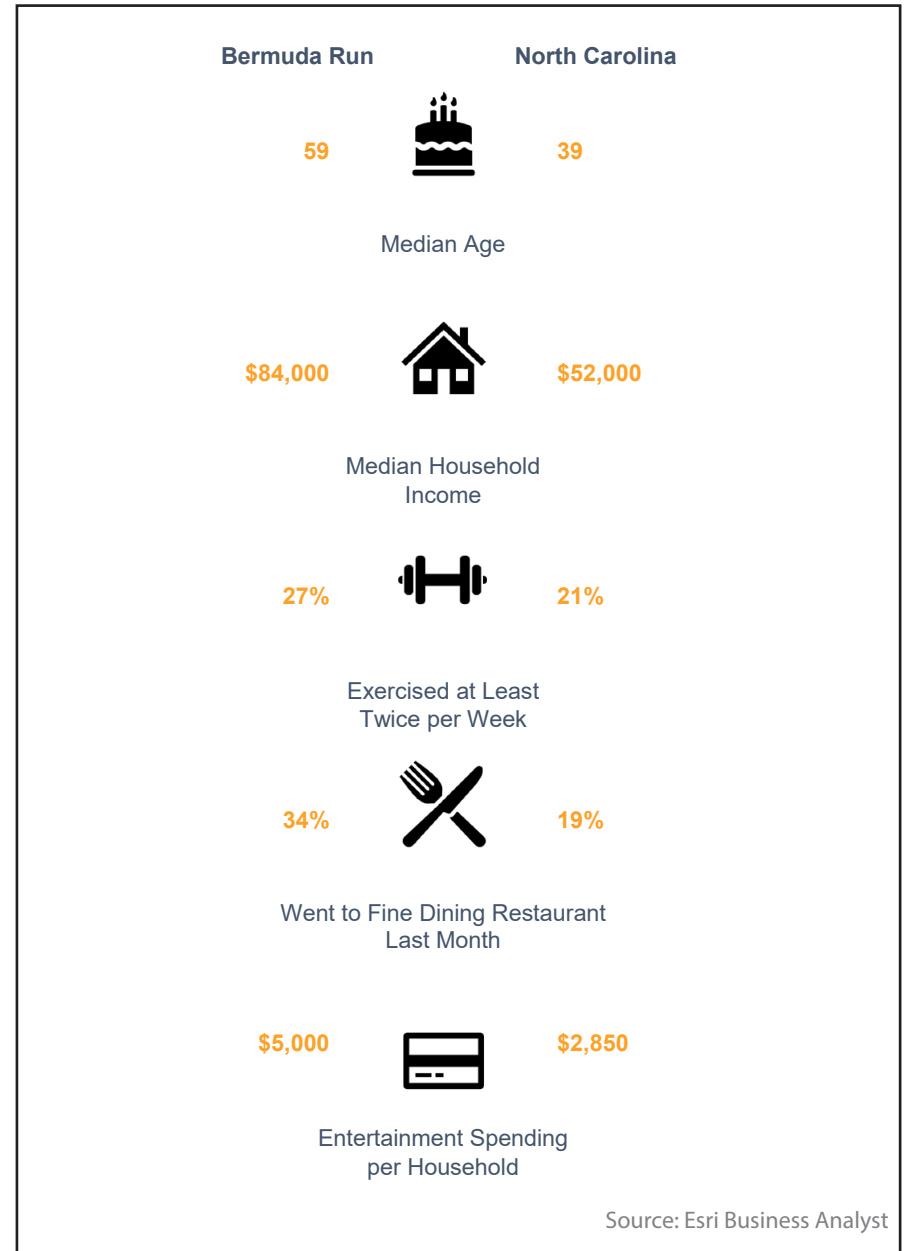 Bermuda Run North Carolina
59 39
Median Age
$84,000 $52,000
Median Household
Income
27% 21%
Exercised at Least
Twice per Week
34% 19%
Went to Fine Dining Restaurant
Last Month
$5,000 $2,850
Entertainment Spending
per Household
Source: Esri Business Analyst